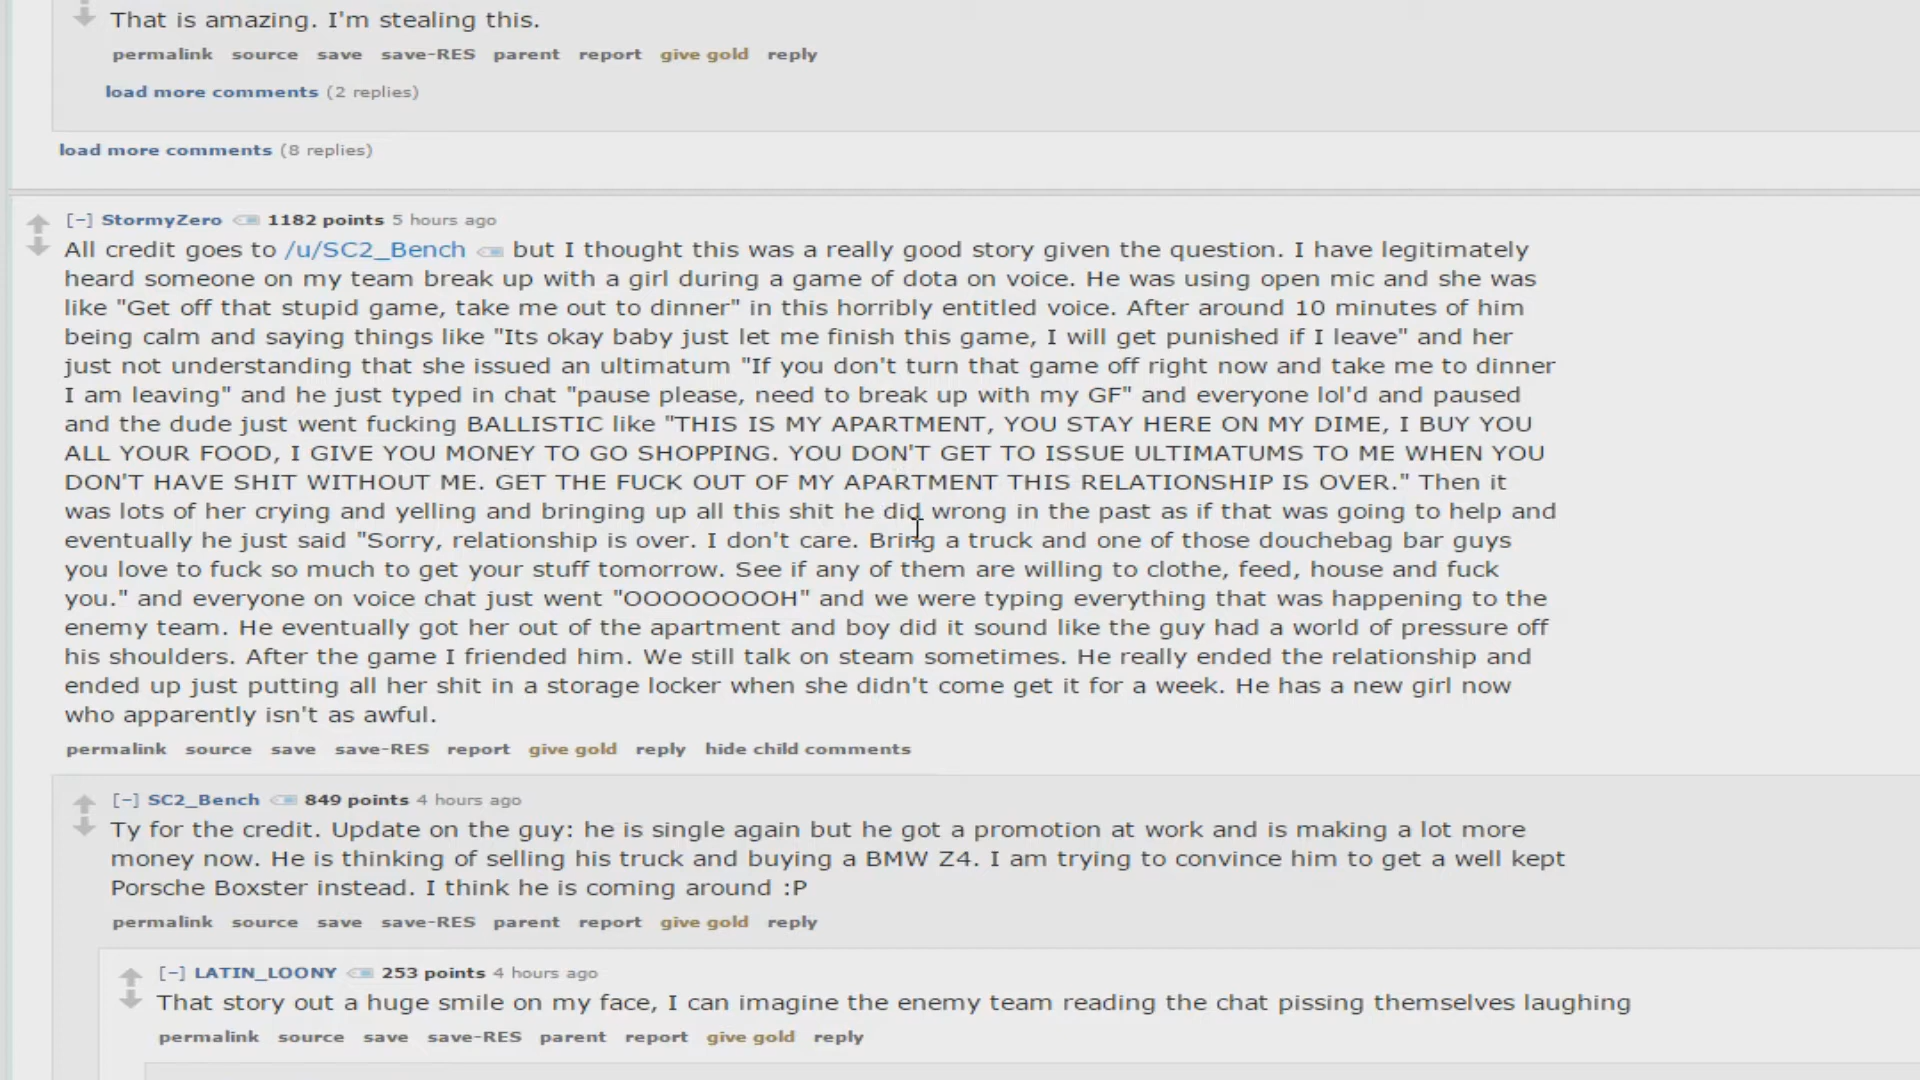 That is amazing. I'm stealing this.
permalink source save save-RES parent report give gold reply
load more comments (2 replies)
load more comments (8 replies)
[–] StormyZero 1182 points 5 hours ago
All credit goes to /u/SC2_Bench but I thought this was a really good story given the question. I have legitimately
heard someone on my team break up with a girl during a game of dota on voice. He was using open mic and she was
like "Get off that stupid game, take me out to dinner" in this horribly entitled voice. After around 10 minutes of him
being calm and saying things like "Its okay baby just let me finish this game, I will get punished if I leave" and her
just not understanding that she issued an ultimatum "If you don't turn that game off right now and take me to dinner
I am leaving" and he just typed in chat "pause please, need to break up with my GF" and everyone lol'd and paused
and the dude just went fucking BALLISTIC like "THIS IS MY APARTMENT, YOU STAY HERE ON MY DIME, I BUY YOU
ALL YOUR FOOD, I GIVE YOU MONEY TO GO SHOPPING. YOU DON'T GET TO ISSUE ULTIMATUMS TO ME WHEN YOU
DON'T HAVE SHIT WITHOUT ME. GET THE FUCK OUT OF MY APARTMENT THIS RELATIONSHIP IS OVER." Then it
was lots of her crying and yelling and bringing up all this shit he did wrong in the past as if that was going to help and
eventually he just said "Sorry, relationship is over. I don't care. Bring a truck and one of those douchebag bar guys
you love to fuck so much to get your stuff tomorrow. See if any of them are willing to clothe, feed, house and fuck
you." and everyone on voice chat just went "OOOOOOOOH" and we were typing everything that was happening to the
enemy team. He eventually got her out of the apartment and boy did it sound like the guy had a world of pressure off
his shoulders. After the game I friended him. We still talk on steam sometimes. He really ended the relationship and
ended up just putting all her shit in a storage locker when she didn't come get it for a week. He has a new girl now
who apparently isn't as awful.
permalink source save save-RES report give gold reply hide child comments
[–] SC2_Bench 849 points 4 hours ago
Ty for the credit. Update on the guy: he is single again but he got a promotion at work and is making a lot more
money now. He is thinking of selling his truck and buying a BMW Z4. I am trying to convince him to get a well kept
Porsche Boxster instead. I think he is coming around :P
permalink source save save-RES parent report give gold reply
[–] LATIN_LOONY 253 points 4 hours ago
That story out a huge smile on my face, I can imagine the enemy team reading the chat pissing themselves laughing
permalink source save save-RES parent report give gold reply